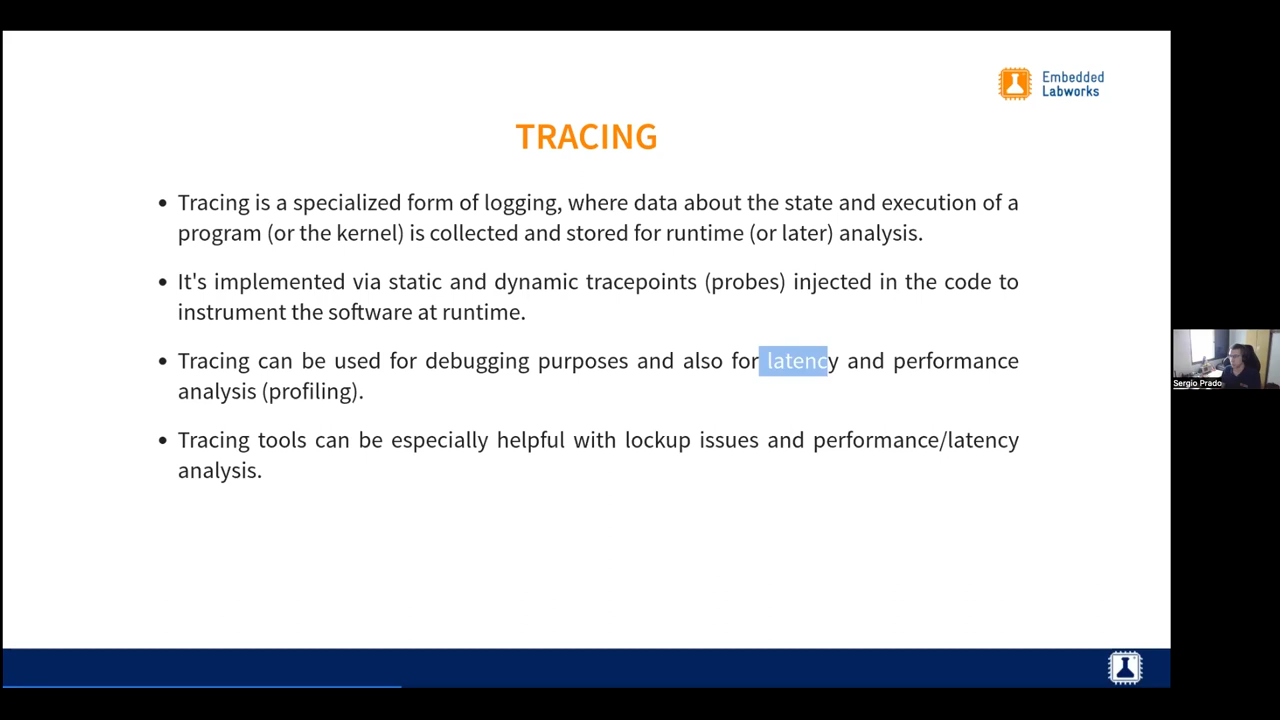 Embedded
Labworks
TRACING
• Tracing is a specialized form of logging, where data about the state and execution of a
program (or the kernel) is collected and stored for runtime (or later) analysis.
• It's implemented via static and dynamic tracepoints (probes) injected in the code to
instrument the software at runtime.
• Tracing can be used for debugging purposes and also for latency and performance
analysis (profiling).
• Tracing tools can be especially helpful with lockup issues and performance/latency
analysis.
Sergio Prado